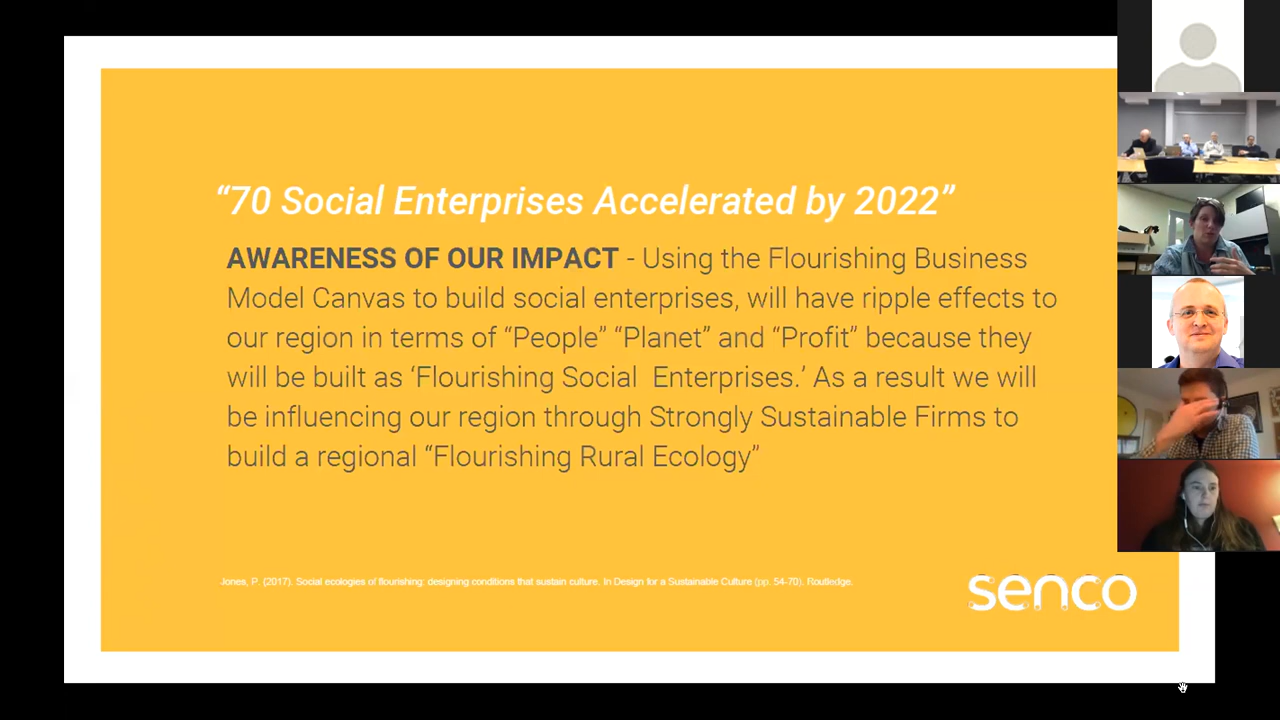 “70 Social Enterprises Accelerated by 2022”
AWARENESS OF OUR IMPACT - Using the Flourishing Business
Model Canvas to build social enterprises, will have ripple effects to
our region in terms of “People” “Planet” and “Profit” because they
will be built as ‘Flourishing Social Enterprises.’ As a result we will
be influencing our region through Strongly Sustainable Firms to
build a regional “Flourishing Rural Ecology”
Jones, P. (2017). Social ecologies of flourishing: designing conditions that sustain culture. In Design for a Sustainable Culture (pp. 54-70). Routledge.
senco